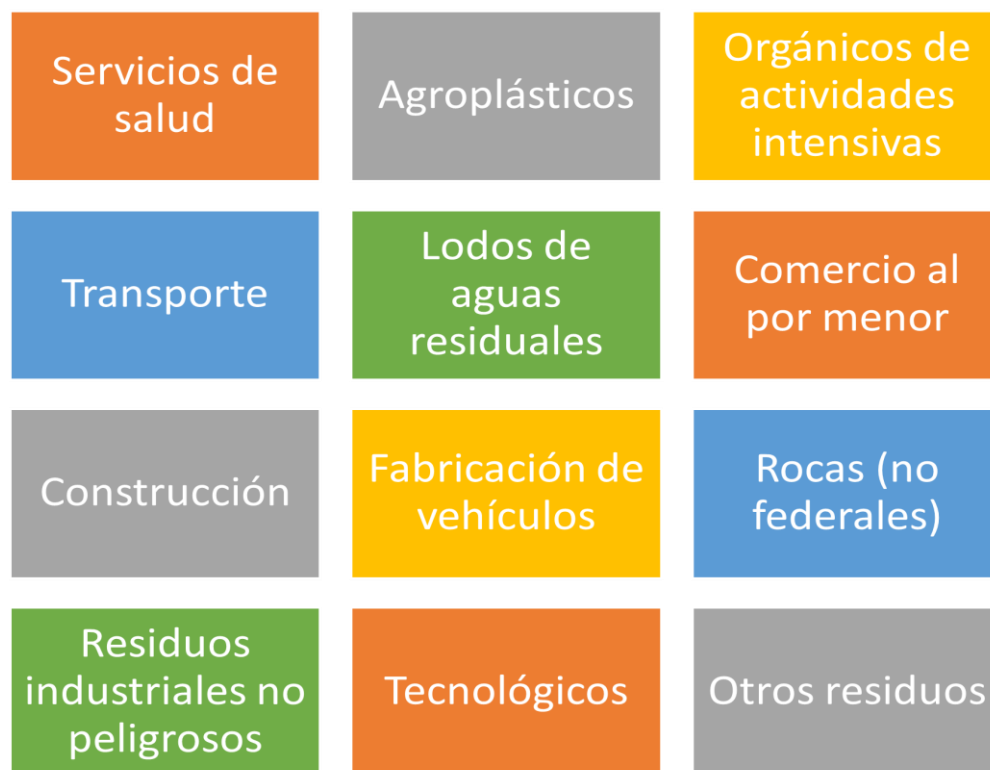 Servicios de
salud
Agroplásticos
Orgánicos de
actividades
intensivas
Transporte
Lodos de
aguas
residuales
Comercio al
por menor
Construcción
Fabricación de
vehículos
Rocas (no
federales)
Residuos
industriales no
peligrosos
Tecnológicos
Otros residuos